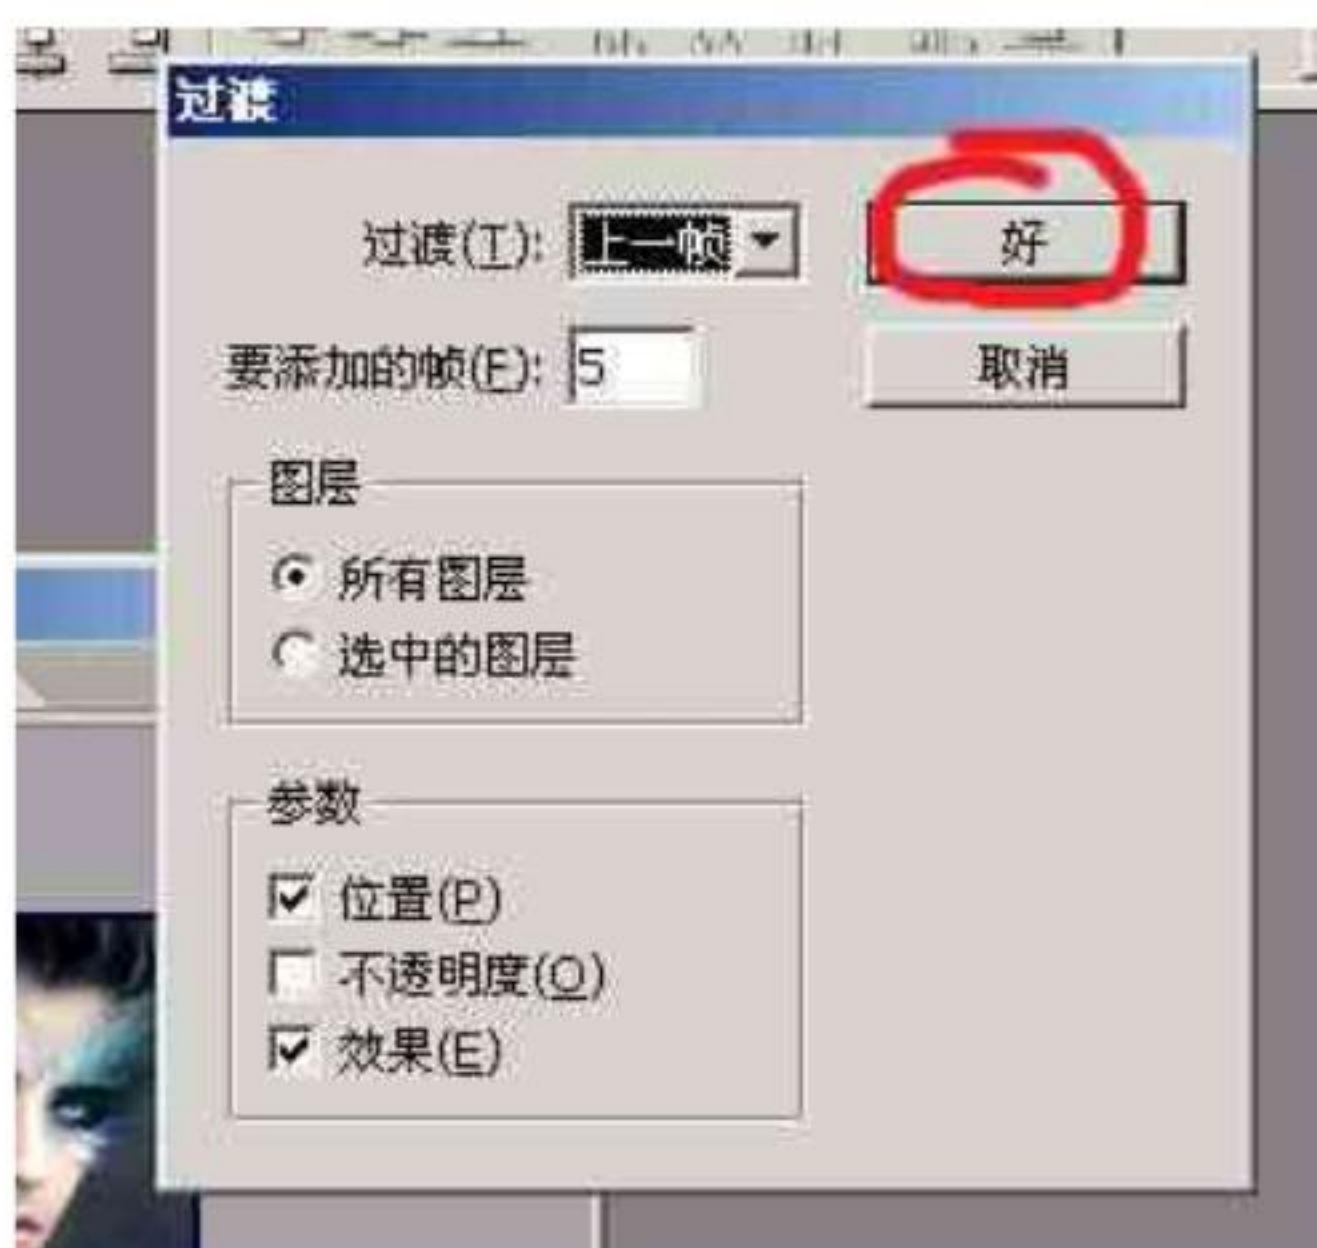 过渡
过渡(T): 上一帧
好
要添加的帧(F): 5
取消
图层
所有图层
选中的图层
参数
位置(P)
不透明度(O)
效果(E)